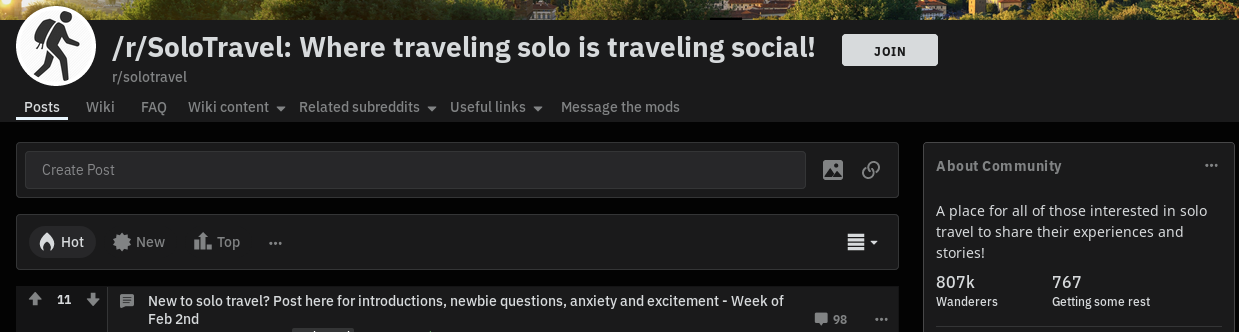 /r/SoloTravel: Where traveling solo is traveling social!
JOIN
r/solotravel
Posts
Wiki
FAQ
Wiki content
Related subreddits
Useful links
Message the mods
Create Post
Hot
New
Top
11
New to solo travel? Post here for introductions, newbie questions, anxiety and excitement - Week of
Feb 2nd
98
About Community
A place for all of those interested in solo
travel to share their experiences and
stories!
807k
Wanderers
767
Getting some rest